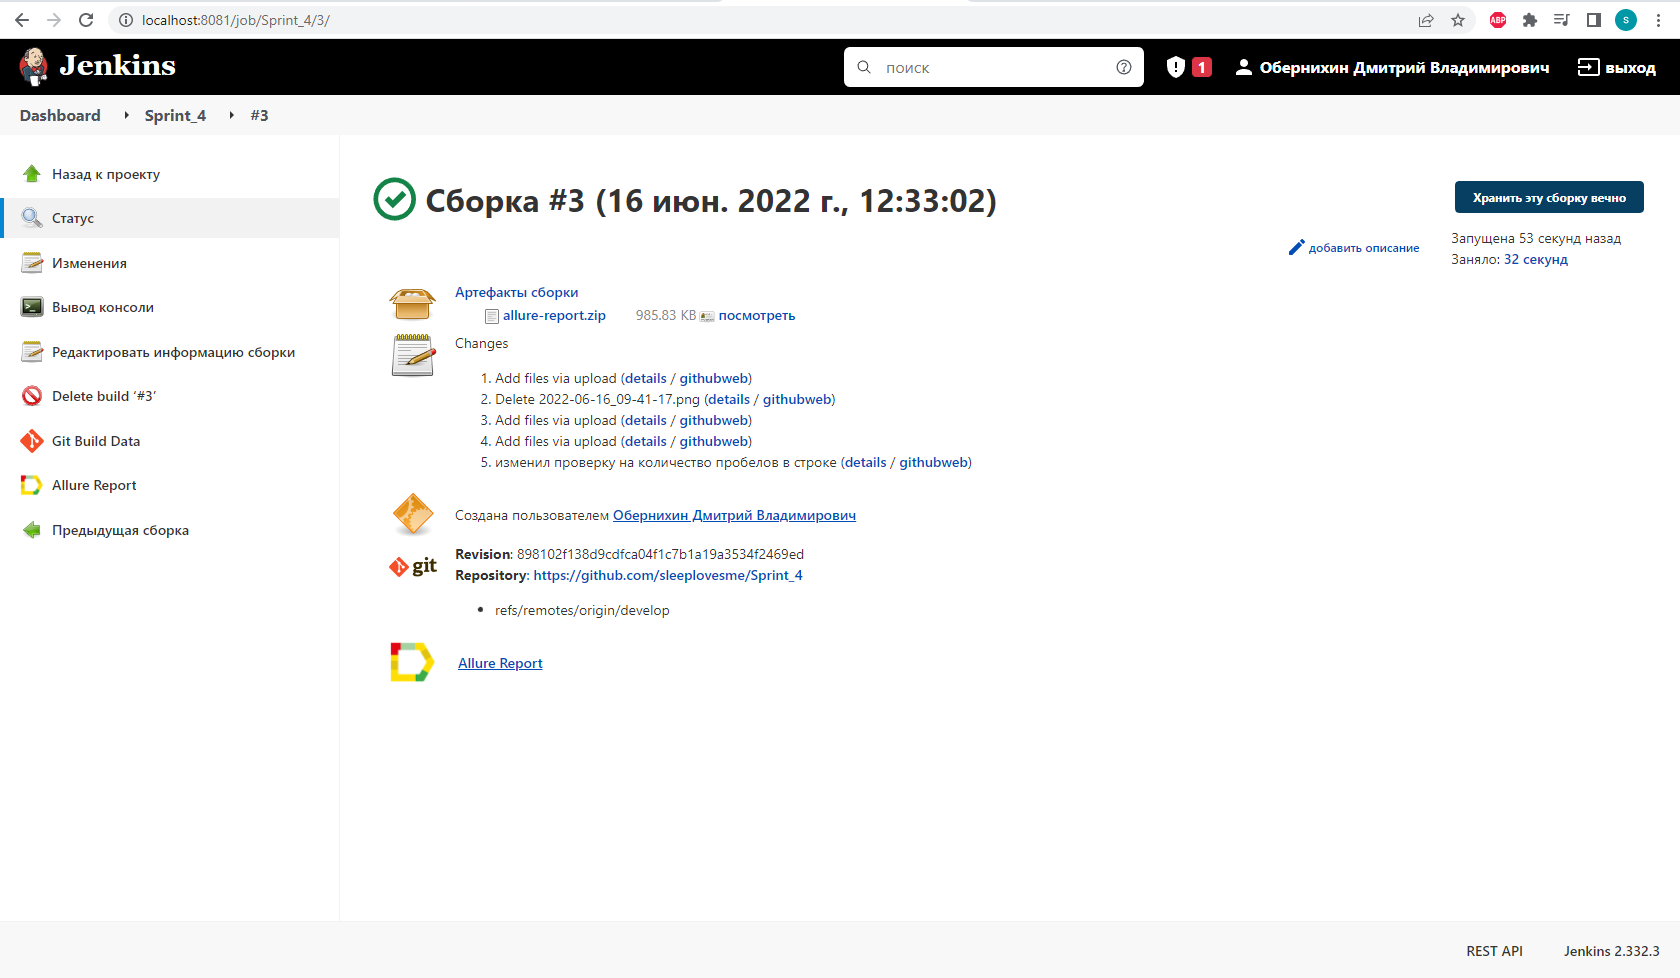 localhost:8081/job/Sprint_4/3/
ABP
S
Jenkins
поиск
1
Обернихин Дмитрий Владимирович
выход
Dashboard
Sprint_4
#3
Назад к проекту
Статус
Изменения
Вывод консоли
Редактировать информацию сборки
Delete build ‘#3’
Git Build Data
Allure Report
Предыдущая сборка
Сборка #3 (16 июн. 2022 г., 12:33:02)
Хранить эту сборку вечно
добавить описание
Запущена 53 секунд назад
Заняло: 32 секунд
Артефакты сборки
allure-report.zip 985.83 KB посмотреть
Changes
1. Add files via upload (details / githubweb)
2. Delete 2022-06-16_09-41-17.png (details / githubweb)
3. Add files via upload (details / githubweb)
4. Add files via upload (details / githubweb)
5. изменил проверку на количество пробелов в строке (details / githubweb)
Создана пользователем Обернихин Дмитрий Владимирович
git
Revision: 898102f138d9cdfca04f1c7b1a19a3534f2469ed
Repository: https://github.com/sleeplovesme/Sprint_4
• refs/remotes/origin/develop
Allure Report
REST API
Jenkins 2.332.3